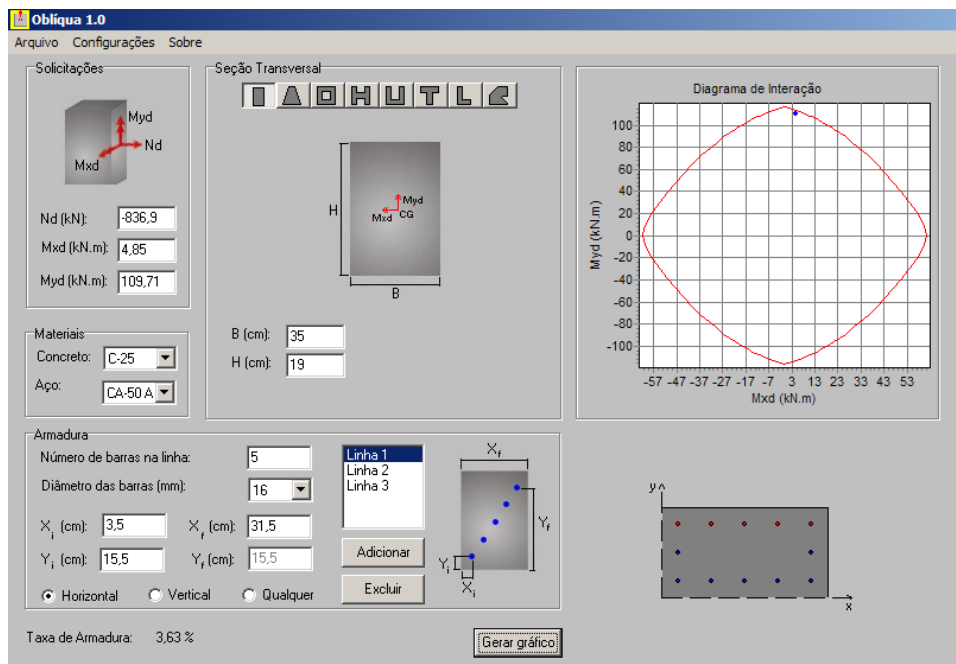 Oblíqua 1.0
Arquivo Configurações Sobre
Solicitações
Myd
Nd
Mxd
Nd (kN): -836,9
Mxd (kN.m): 4,85
Myd (kN.m): 109,71
Materiais
Concreto: C-25
Aço: CA-50 A
Seção Transversal
H
Myd
Mxd CG
B
B (cm): 35
H (cm): 19
Diagrama de Interação
Myd (kN.m)
100
80
60
40
20
0
-20
-40
-60
-80
-100
-57 -47 -37 -27 -17 -7 3 13 23 33 43 53
Mxd (kN.m)
Armadura
Número de barras na linha: 5
Diâmetro das barras (mm): 16
Xi (cm): 3,5 Xf (cm): 31,5
Yi (cm): 15,5 Yf (cm): 15,5
Horizontal Vertical Qualquer
Linha 1
Linha 2
Linha 3
Adicionar
Excluir
Xf
Yf
Yi
Xi
y
x
Taxa de Armadura: 3,63 %
Gerar gráfico